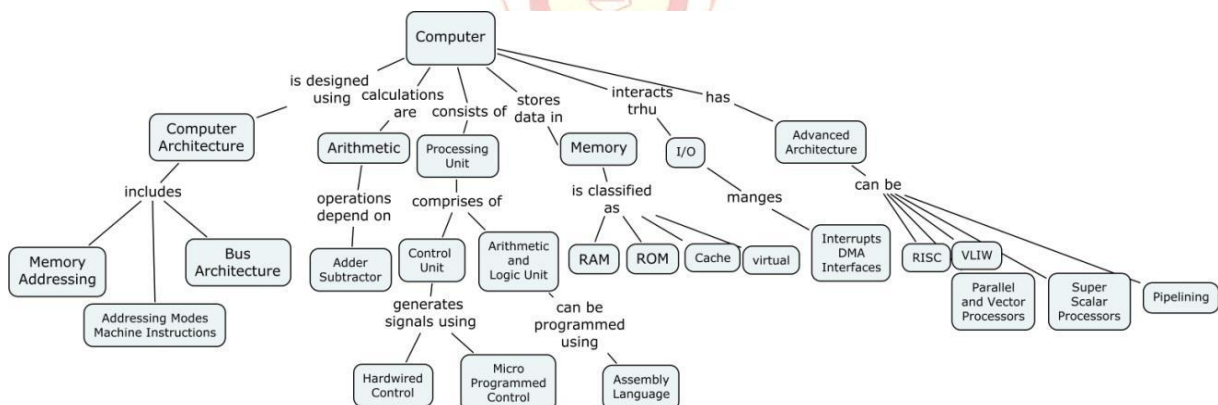 Computer
is designed
using
calculations
are
consists of
stores
data in
interacts
trhu
has
Computer
Architecture
Arithmetic
Processing
Unit
Memory
I/O
Advanced
Architecture
includes
operations
depend on
comprises of
is classified
as
manges
can be
Memory
Addressing
Bus
Architecture
Addressing Modes
Machine Instructions
Adder
Subtractor
Control
Unit
Arithmetic
and
Logic Unit
RAM
ROM
Cache
virtual
Interrupts
DMA
Interfaces
RISC
VLIW
Parallel
and Vector
Processors
Super
Scalar
Processors
Pipelining
generates
signals using
can be
programmed
using
Hardwired
Control
Micro
Programmed
Control
Assembly
Language